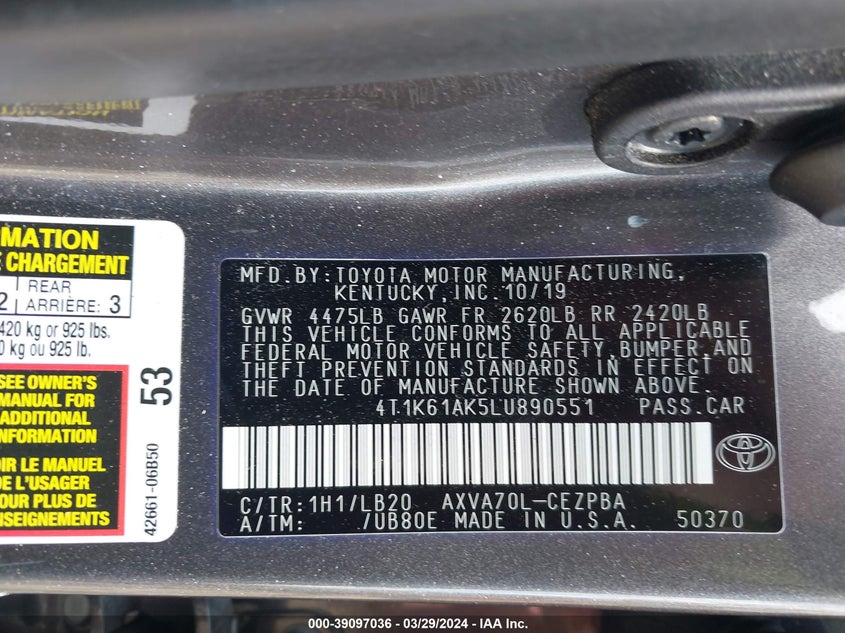 MATION
CHARGEMENT
2 REAR
ARRIÈRE: 3
420 kg or 925 lbs.
0 kg ou 925 lb.
SEE OWNER'S
MANUAL FOR
ADDITIONAL
INFORMATION
LE MANUEL
DE L'USAGER
POUR PLUS DE
42661-06B50 53
MFD.BY:TOYOTA MOTOR MANUFACTURING,
KENTUCKY,INC.10/19
GVWR 4475LB GAWR FR 2620LB RR 2420LB
THIS VEHICLE CONFORMS TO ALL APPLICABLE
FEDERAL MOTOR VEHICLE SAFETY,BUMPER,AND
THEFT PREVENTION STANDARDS IN EFFECT ON
THE DATE OF MANUFACTURE SHOWN ABOVE.
4T1K61AK5LU890551 PASS.CAR
C/TR:1H1/LB20 AXVA70L-CEZPBA
A/TM: /UB80E MADE IN U.S.A. 50370
000-39097036 | 03/29/2024 | IAA Inc.